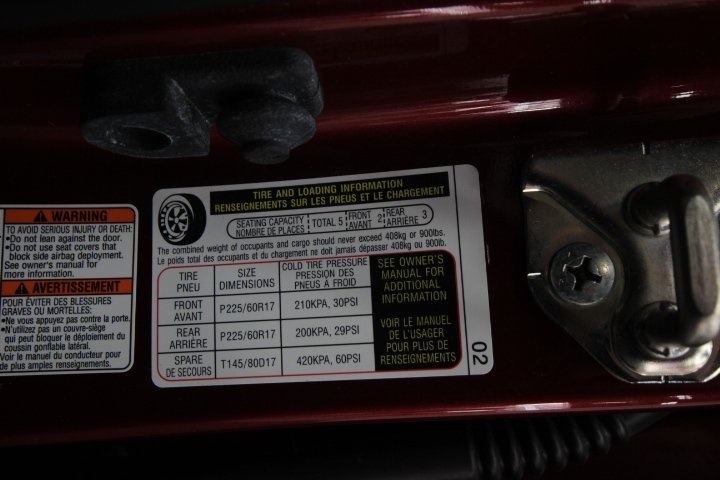 WARNING
TO AVOID SERIOUS INJURY OR DEATH:
•Do not lean against the door.
•Do not use seat covers that
block side airbag deployment.
See owner's manual for
more information.
AVERTISSEMENT
POUR ÉVITER DES BLESSURES
GRAVES OU MORTELLES:
•Ne vous appuyez pas contre la porte.
•N'utilizez pas un couvre-siège
qui peut bloquer le déploiement du
coussin gonflable latéral.
Voir le manuel du conducteur pour
de plus amples renseignements.
TIRE AND LOADING INFORMATION
RENSEIGNEMENTS SUR LES PNEUS ET LE CHARGEMENT
SEATING CAPACITY TOTAL 5 FRONT 2 REAR 3
NOMBRE DE PLACES AVANT ARRIÈRE
The combined weight of occupants and cargo should never exceed 408kg or 900lbs.
Le poids total des occupants et du chargement ne doit jamais dépasser 408kg ou 900lb.
TIRE SIZE COLD TIRE PRESSURE
PNEU DIMENSIONS PRESSION DES
PNEUS À FROID
FRONT
AVANT P225/60R17 210KPA, 30PSI
REAR
ARRIÈRE P225/60R17 200KPA, 29PSI
SPARE
DE SECOURS T145/80D17 420KPA, 60PSI
SEE OWNER'S
MANUAL FOR
ADDITIONAL
INFORMATION
VOIR LE MANUEL
DE L'USAGER
POUR PLUS DE
RENSEIGNEMENTS
02